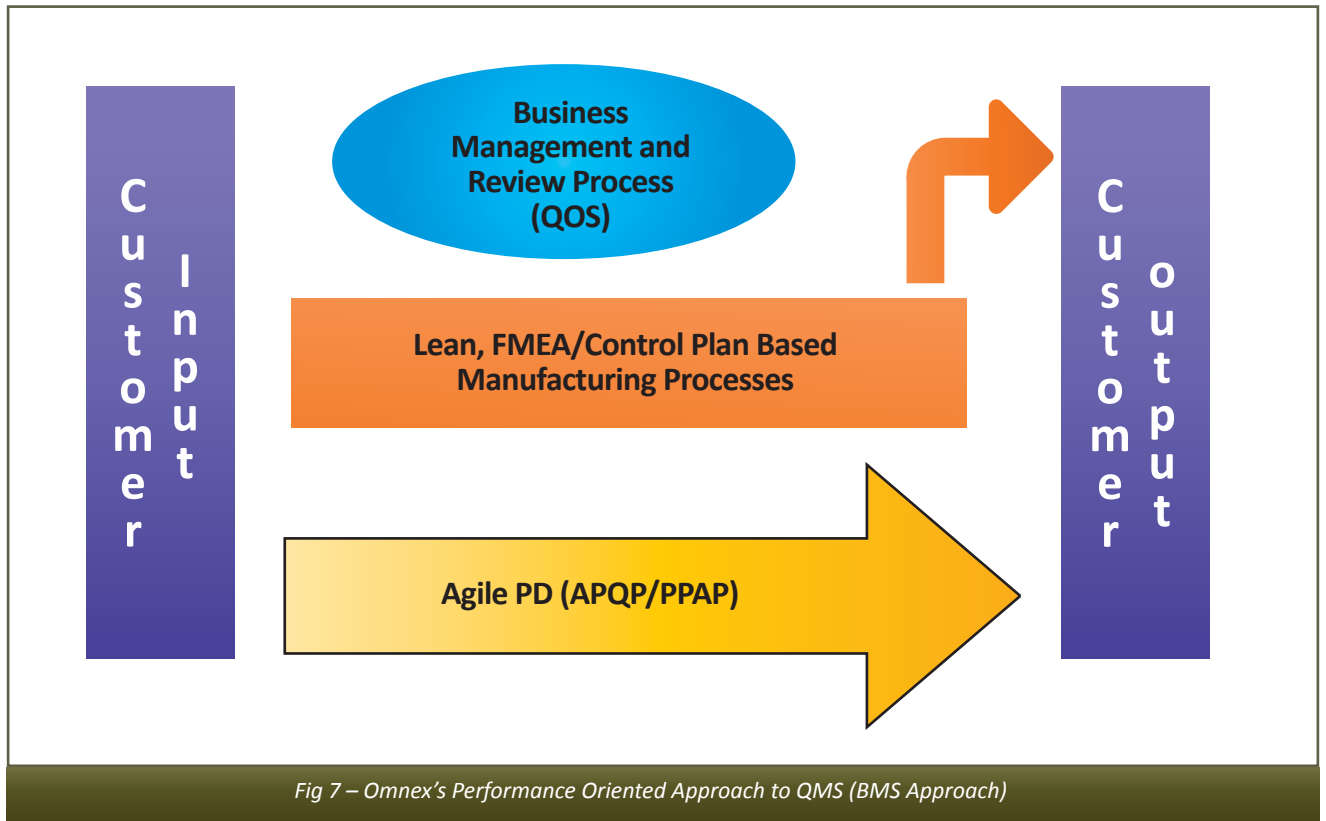 Customer
Input
Business
Management and
Review Process
(QOS)
Lean, FMEA/Control Plan Based
Manufacturing Processes
Agile PD (APQP/PPAP)
Customer
output
Fig 7 – Omnex's Performance Oriented Approach to QMS (BMS Approach)